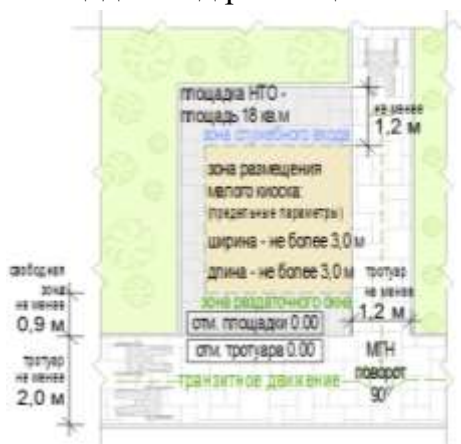 площадка НТО -
площадь 18 кв.м
зона служебного входа
не менее
1,2 м
зона размещения
малого киоска:
(предельные параметры)
ширина - не более 3,0 м
длина - не более 3,0 м
зона раздаточного окна
свободная
зона
не менее
0,9 м
тротуар
не менее
1,2 м
отм. площадки 0.00
отм. тротуара 0.00
МГН
поворот
90°
тротуар
не менее
2,0 м
транзитное движение